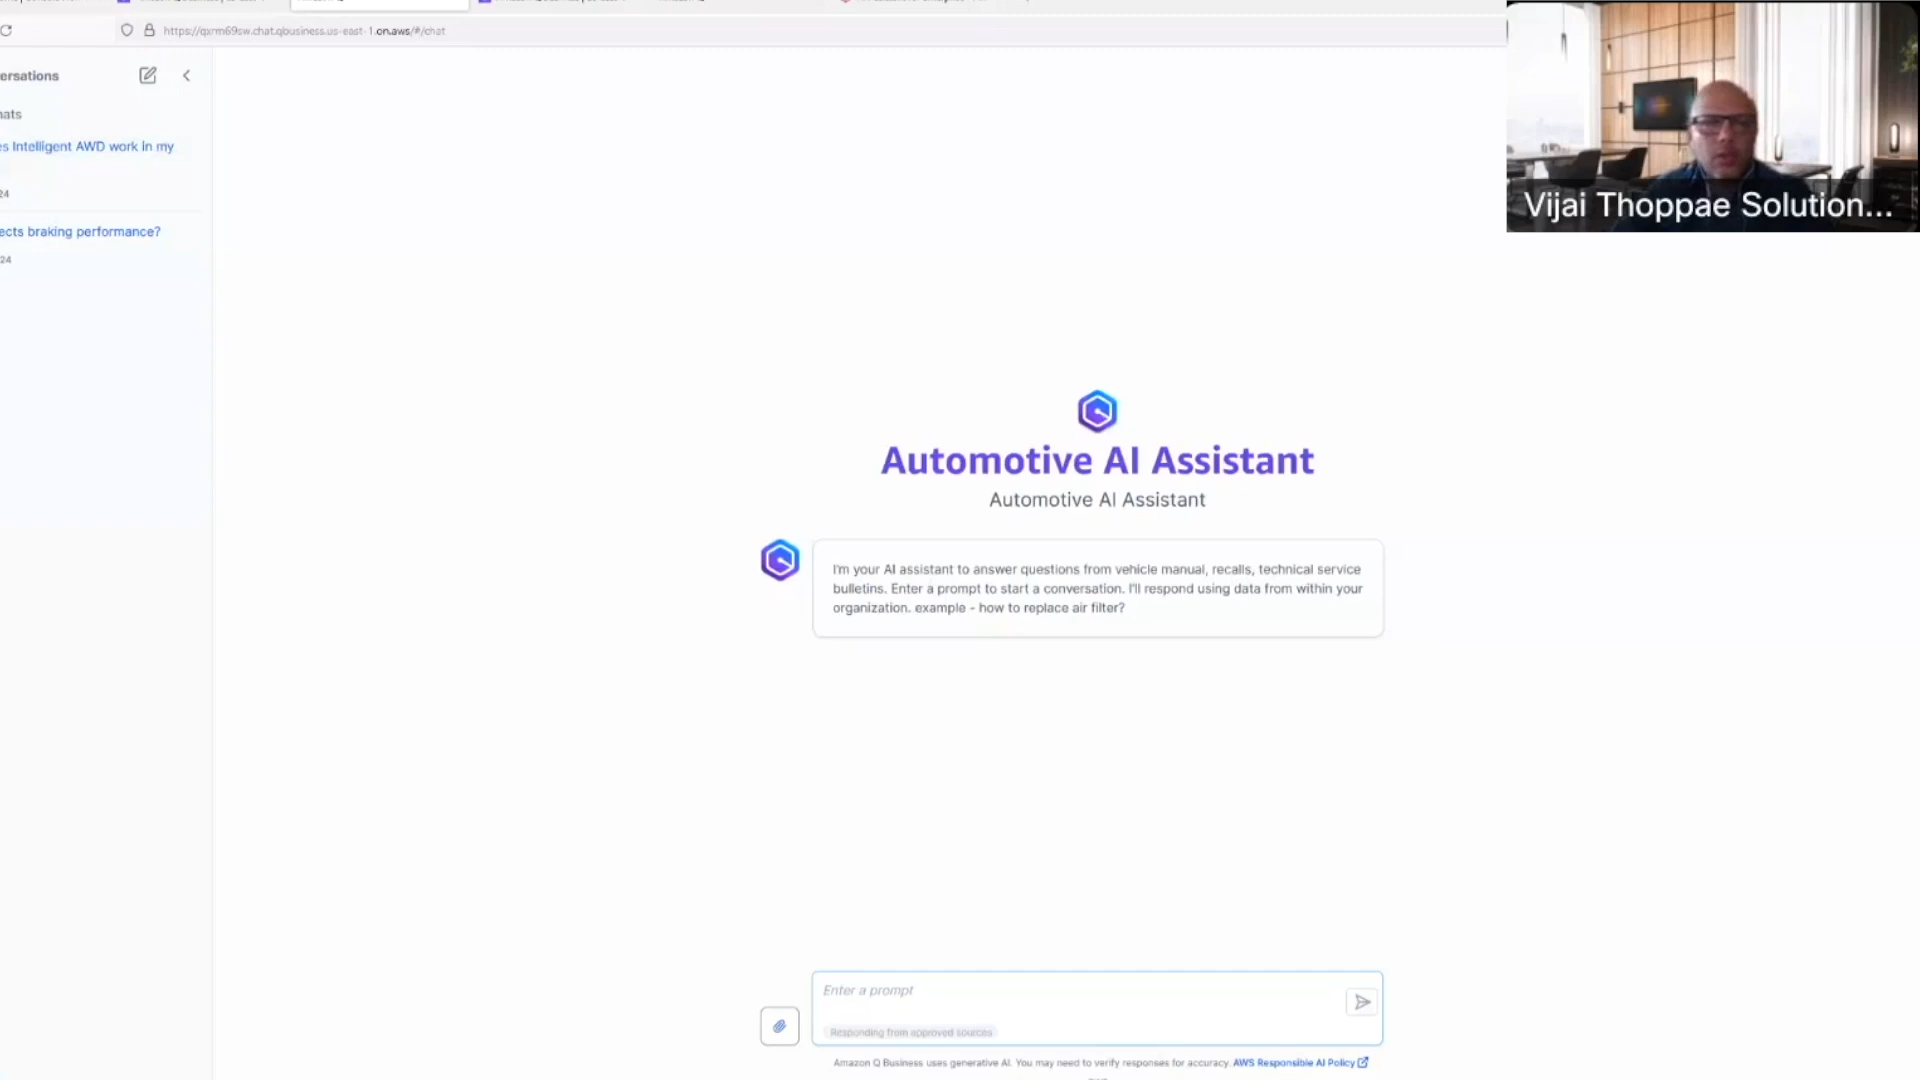 https://qxrm69sw.chat.qbusiness.us-east-1.on.aws/#/chat
ersations
hats
es Intelligent AWD work in my
24
ects braking performance?
24
Vijai Thoppae Solution...
Automotive AI Assistant
Automotive AI Assistant
I'm your AI assistant to answer questions from vehicle manual, recalls, technical service
bulletins. Enter a prompt to start a conversation. I'll respond using data from within your
organization. example - how to replace air filter?
Enter a prompt
Responding from approved sources
Amazon Q Business uses generative AI. You may need to verify responses for accuracy. AWS Responsible AI Policy